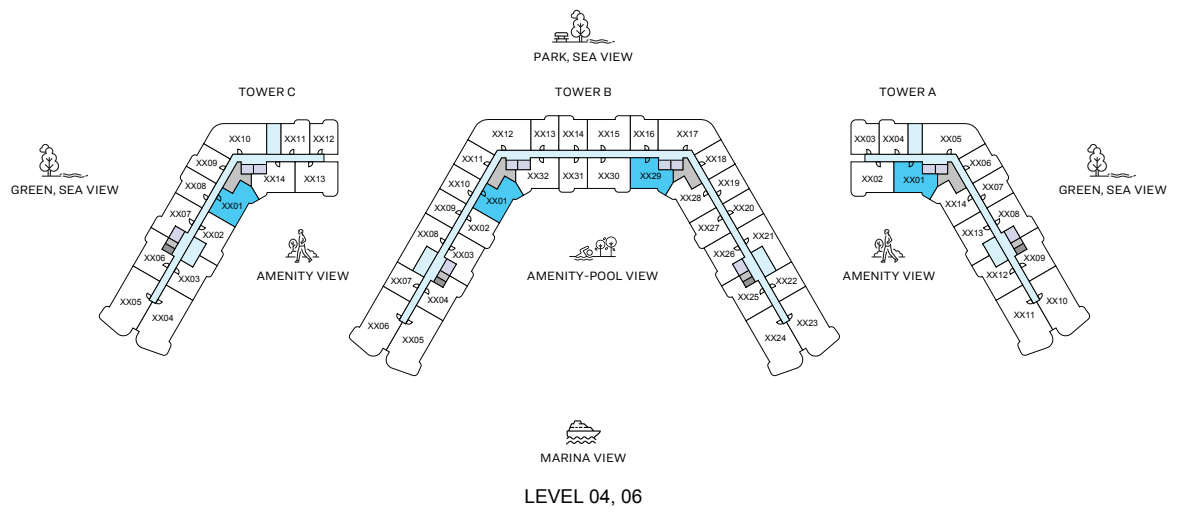 PARK, SEA VIEW
TOWER C
TOWER B
TOWER A
GREEN, SEA VIEW
XX10
XX11
XX12
XX09
XX14
XX13
XX08
XX01
XX07
XX02
XX06
XX03
XX05
XX04
AMENITY VIEW
XX12
XX13
XX14
XX15
XX16
XX17
XX11
XX32
XX31
XX30
XX29
XX18
XX10
XX01
XX28
XX19
XX09
XX02
XX27
XX20
XX08
XX03
XX26
XX21
XX07
XX04
XX25
XX22
XX06
XX05
XX24
XX23
AMENITY-POOL VIEW
XX03
XX04
XX05
XX02
XX01
XX06
XX14
XX07
XX13
XX08
XX12
XX09
XX11
XX10
AMENITY VIEW
GREEN, SEA VIEW
MARINA VIEW
LEVEL 04, 06